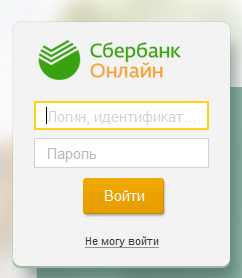 Сбербанк
Онлайн
Логин, идентификат...
Пароль
Войти
Не могу войти